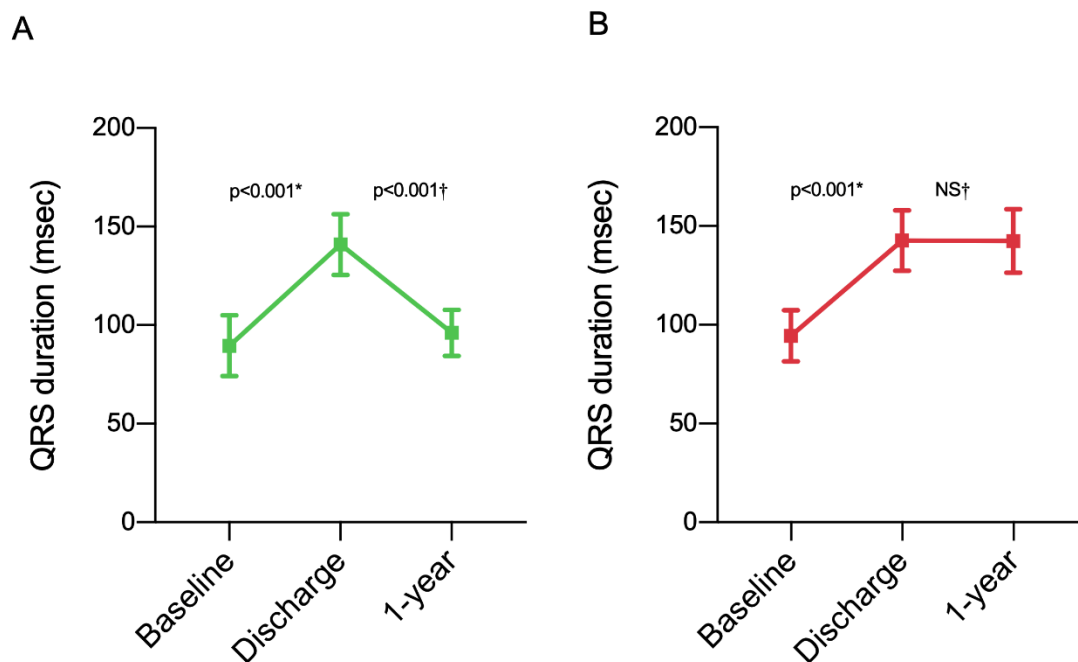 A
QRS duration (msec)
200
150
100
50
0
p<0.001*
p<0.001†
Baseline
Discharge
1-year
B
QRS duration (msec)
200
150
100
50
0
p<0.001*
NS†
Baseline
Discharge
1-year